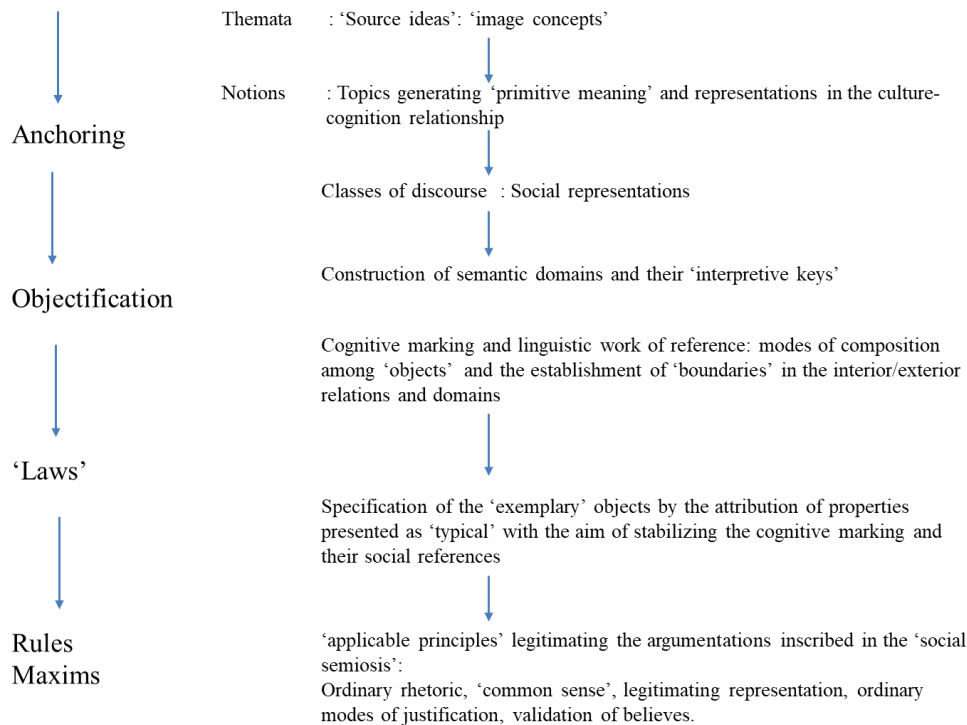 Themata : ‘Source ideas’: ‘image concepts’
Notions : Topics generating ‘primitive meaning’ and representations in the culture-
cognition relationship
Anchoring
Classes of discourse : Social representations
Construction of semantic domains and their ‘interpretive keys’
Objectification
Cognitive marking and linguistic work of reference: modes of composition
among ‘objects’ and the establishment of ‘boundaries’ in the interior/exterior
relations and domains
‘Laws’
Specification of the ‘exemplary’ objects by the attribution of properties
presented as ‘typical’ with the aim of stabilizing the cognitive marking and
their social references
Rules
Maxims
‘applicable principles’ legitimating the argumentations inscribed in the ‘social
semiosis’:
Ordinary rhetoric, ‘common sense’, legitimating representation, ordinary
modes of justification, validation of believes.